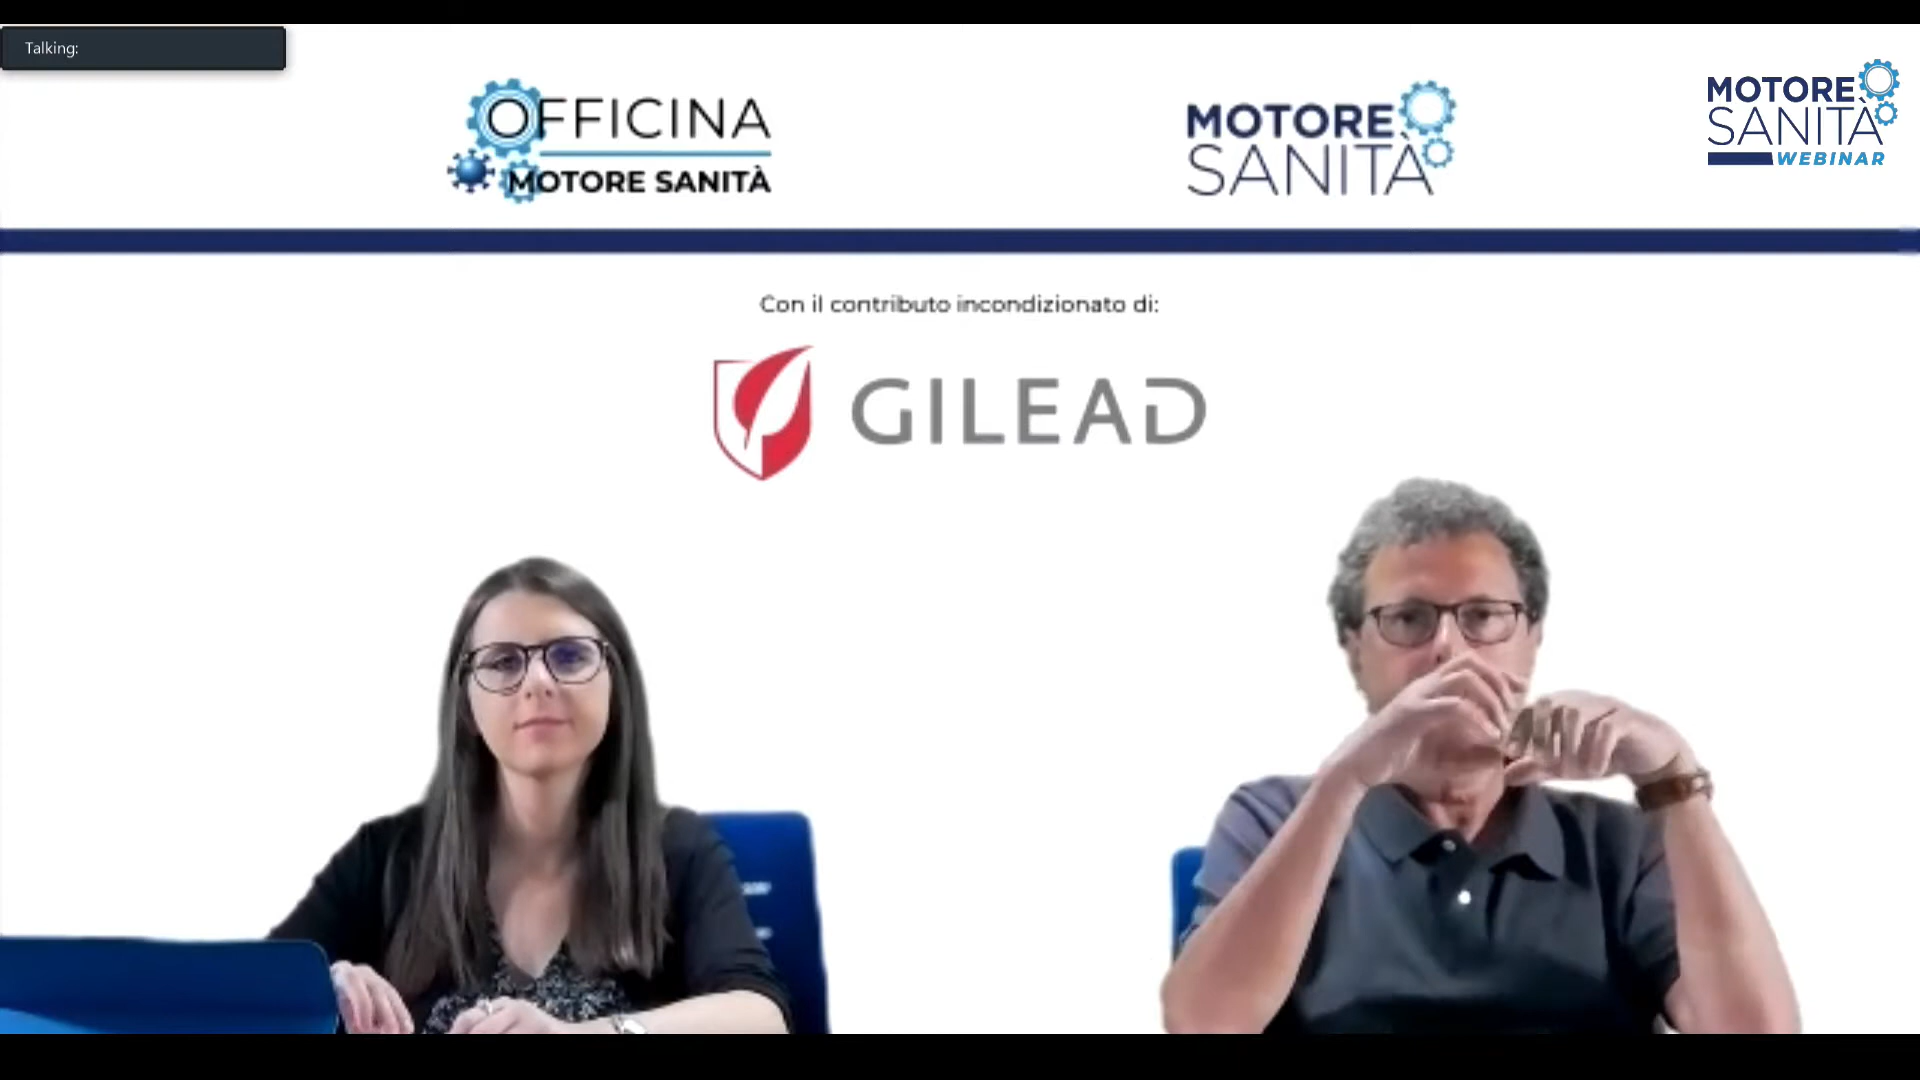 Talking:
OFFICINA
MOTORE SANITÀ
MOTORE
SANITÀ
MOTORE
SANITÀ
WEBINAR
Con il contributo incondizionato di:
GILEAD